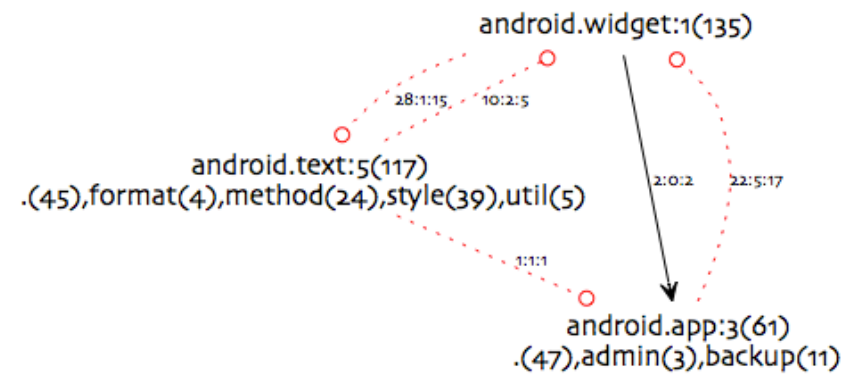 android.widget:1(135)
28:1:15
10:2:5
android.text:5(117)
.(45),format(4),method(24),style(39),util(5)
2:0:2
22:5:17
1:1:1
android.app:3(61)
.(47),admin(3),backup(11)